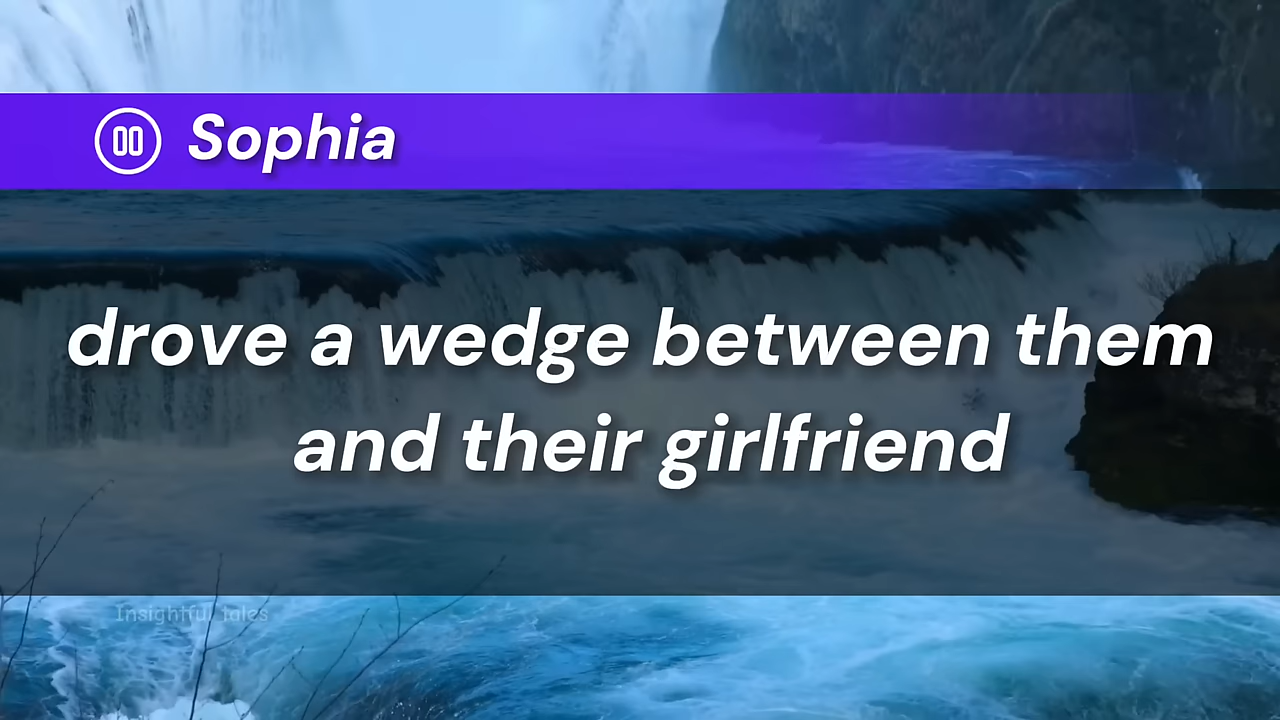 Sophia
drove a wedge between them
and their girlfriend
Insightful tales